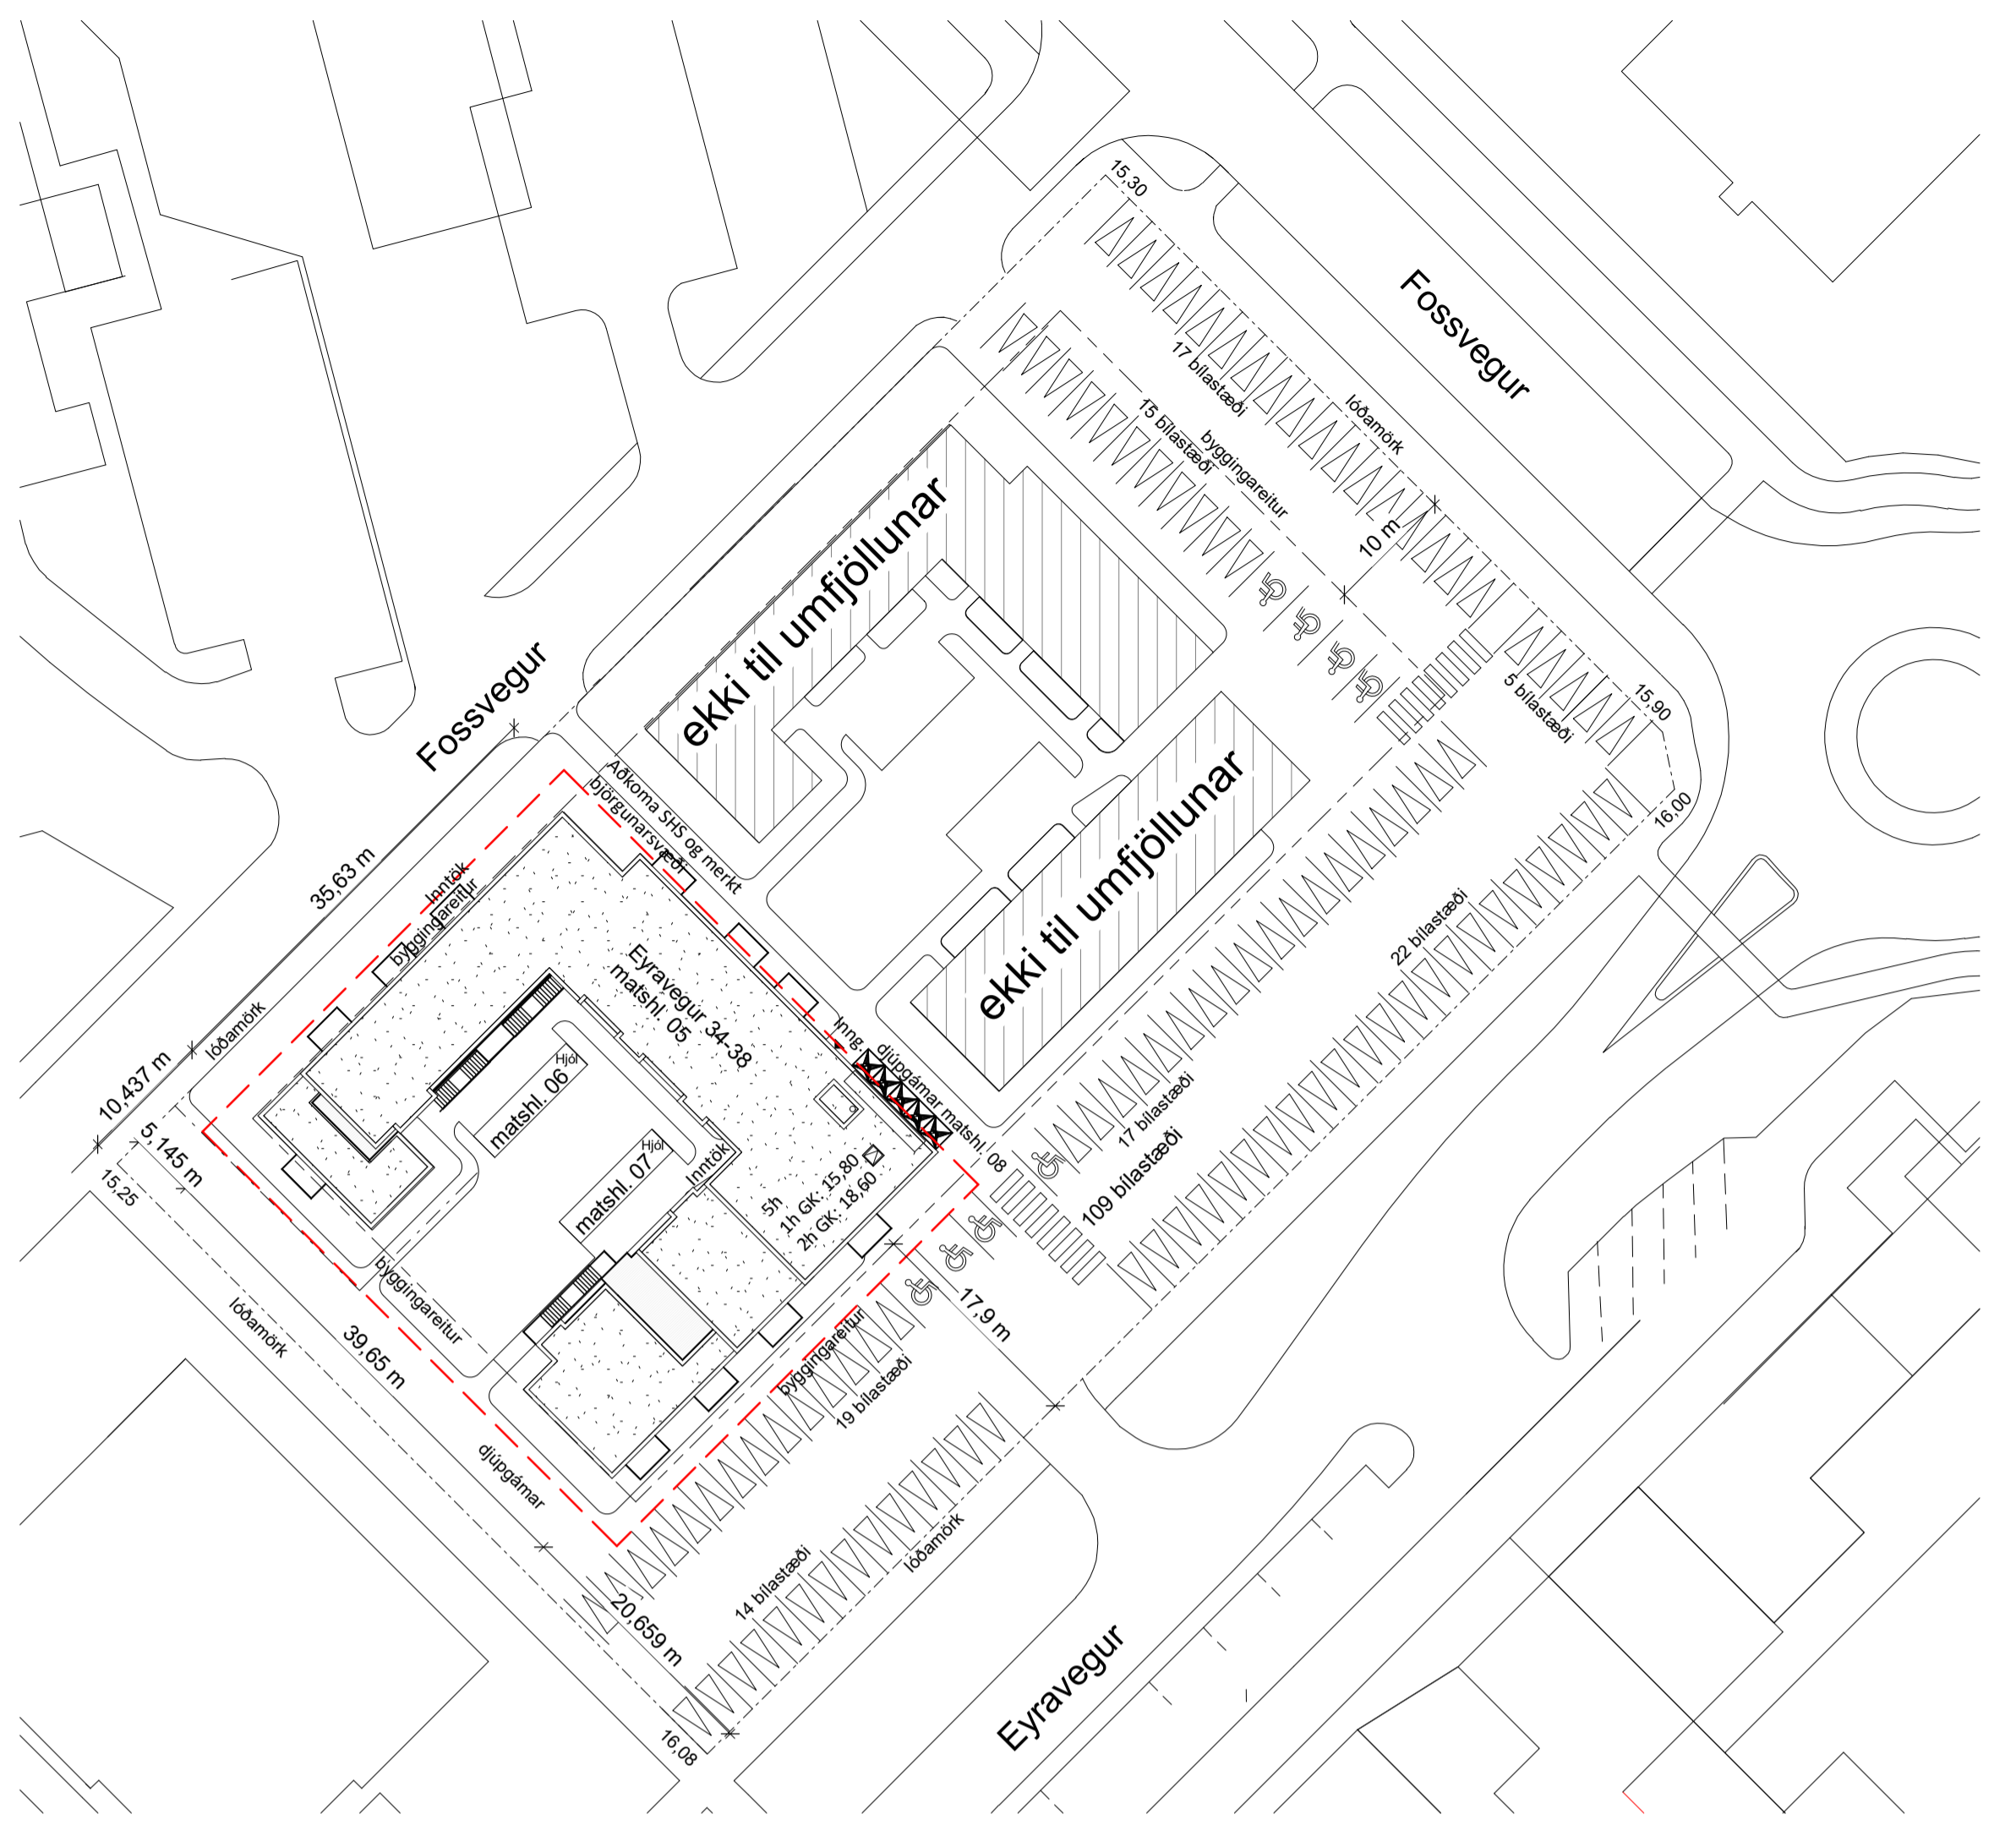 15,30
Fossvegur
17 bílastæði
lóðamörk
15 bílastæði
byggingareitur
10 m
ekki til umfjöllunar
5 bílastæði
15,90
16,00
Fossvegur
Aðkoma SHS og merkt
björgunarsvæði
35,63 m
Inntök
byggingareitur
ekki til umfjöllunar
22 bílastæði
Eyravegur 34-38
matshl. 05
lóðamörk
10,437 m
5,145 m
15,25
Hjól
matshl. 06
Inng.
djúpgámar matshl. 08
17 bílastæði
109 bílastæði
Hjól
matshl. 07
Inntök
5h
1h GK: 15,80
2h GK: 18,60
byggingareitur
lóðamörk
39,65 m
17,9 m
byggingareitur
19 bílastæði
djúpgámar
14 bílastæði
lóðamörk
20,659 m
16,08
Eyravegur